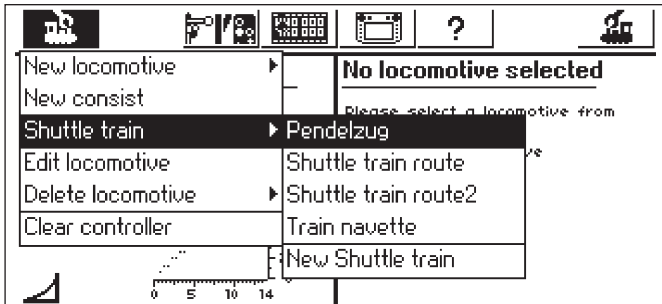 ?
New locomotive
New consist
Shuttle train
Edit locomotive
Delete locomotive
Clear controller
Pendelzug
Shuttle train route
Shuttle train route2
Train navette
New Shuttle train
No locomotive selected
Please select a locomotive from
0 5 10 14